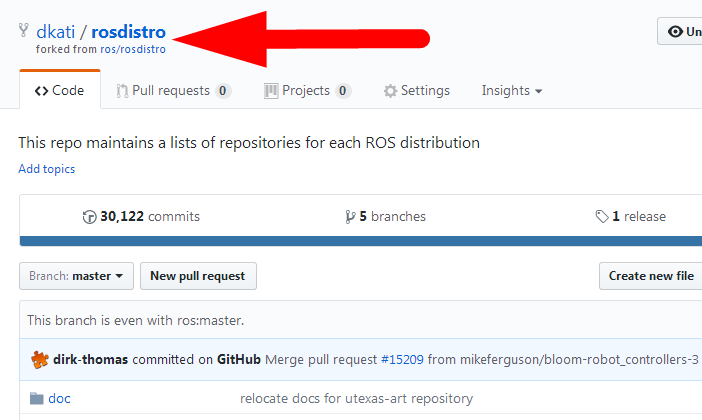 dkati / rosdistro
forked from ros/rosdistro
Un
Code Pull requests 0 Projects 0 Settings Insights
This repo maintains a lists of repositories for each ROS distribution
Add topics
30,122 commits 5 branches 1 release
Branch: master New pull request Create new file
This branch is even with ros:master.
dirk-thomas committed on GitHub Merge pull request #15209 from mikeferguson/bloom-robot_controllers-3
doc relocate docs for utexas-art repository